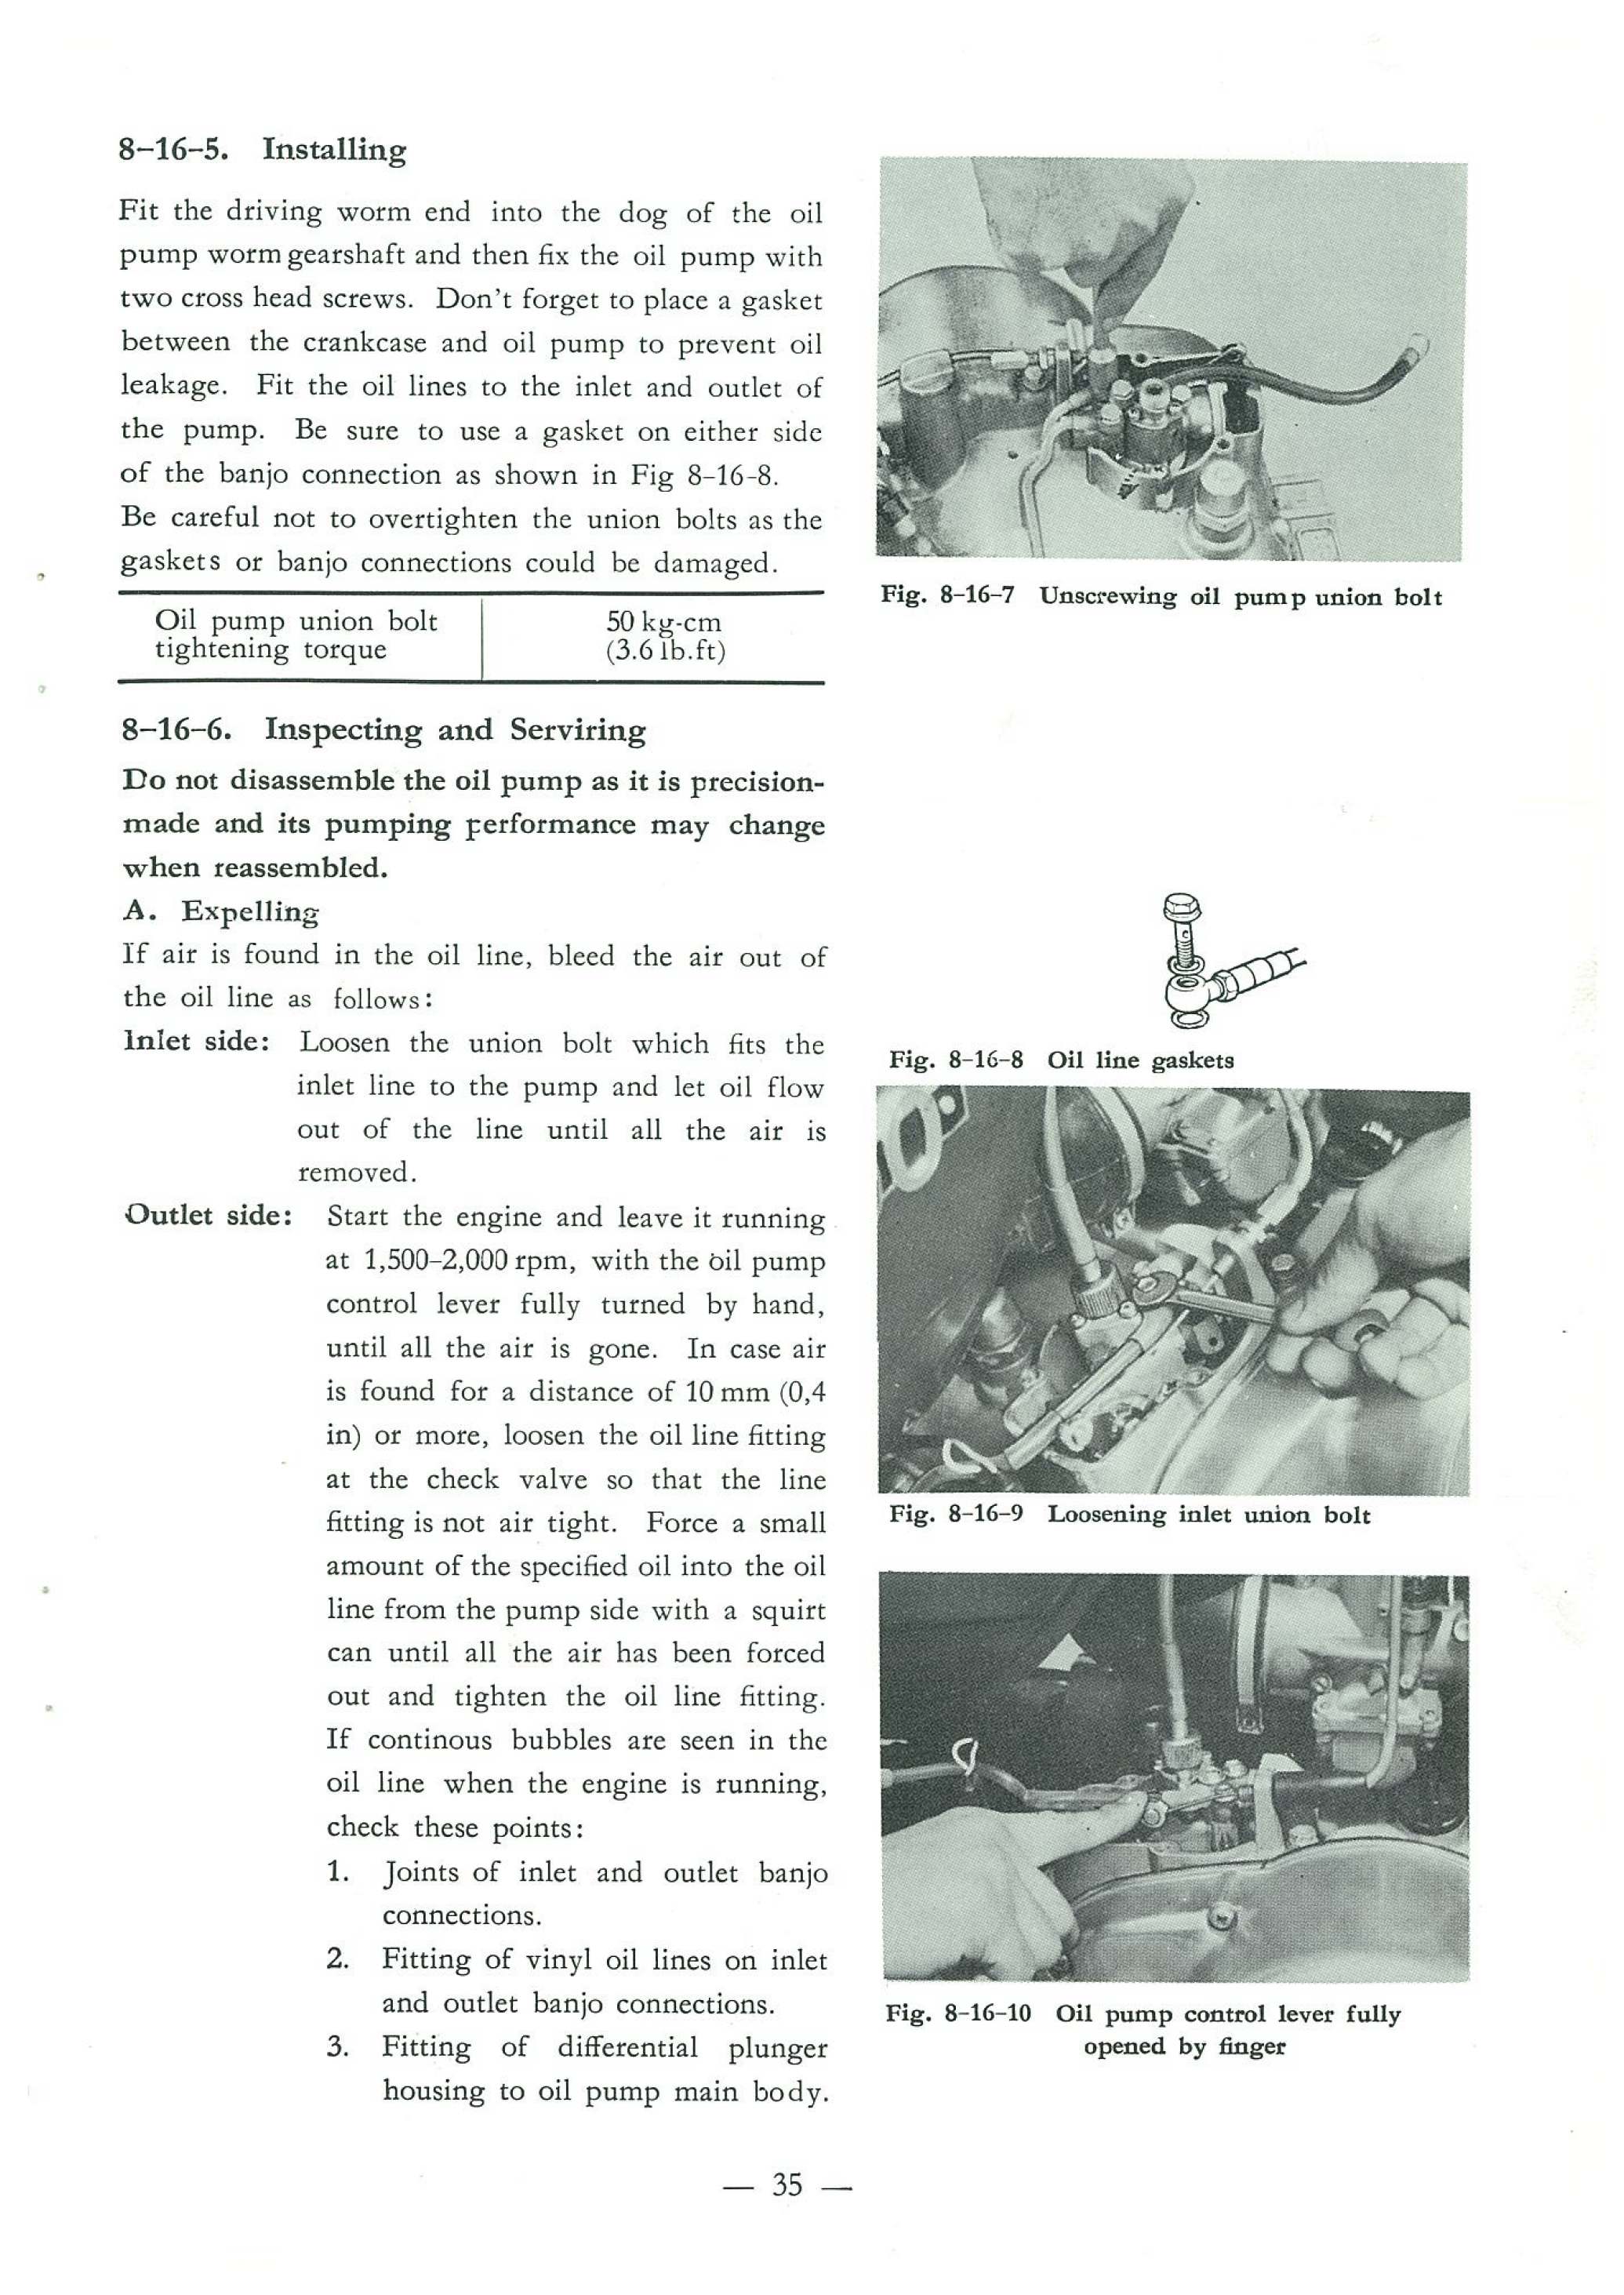 8-16-5. Installing
Fit the driving worm end into the dog of the oil
pump worm gearshaft and then fix the oil pump with
two cross head screws. Don't forget to place a gasket
between the crankcase and oil pump to prevent oil
leakage. Fit the oil lines to the inlet and outlet of
the pump. Be sure to use a gasket on either side
of the banjo connection as shown in Fig 8-16-8.
Be careful not to overtighten the union bolts as the
gaskets or banjo connections could be damaged.
Oil pump union bolt
tightening torque
50 kg-cm
(3.6 lb.ft)
8-16-6. Inspecting and Serviring
Do not disassemble the oil pump as it is precision-
made and its pumping performance may change
when reassembled.
A. Expelling
If air is found in the oil line, bleed the air out of
the oil line as follows:
Inlet side: Loosen the union bolt which fits the
inlet line to the pump and let oil flow
out of the line until all the air is
removed.
Outlet side: Start the engine and leave it running
at 1,500-2,000 rpm, with the oil pump
control lever fully turned by hand,
until all the air is gone. In case air
is found for a distance of 10 mm (0,4
in) or more, loosen the oil line fitting
at the check valve so that the line
fitting is not air tight. Force a small
amount of the specified oil into the oil
line from the pump side with a squirt
can until all the air has been forced
out and tighten the oil line fitting.
If continous bubbles are seen in the
oil line when the engine is running,
check these points:
1. Joints of inlet and outlet banjo
connections.
2. Fitting of vinyl oil lines on inlet
and outlet banjo connections.
3. Fitting of differential plunger
housing to oil pump main body.
Fig. 8-16-7 Unscrewing oil pump union bolt
Fig. 8-16-8 Oil line gaskets
Fig. 8-16-9 Loosening inlet union bolt
Fig. 8-16-10 Oil pump control lever fully
opened by finger
— 35 —